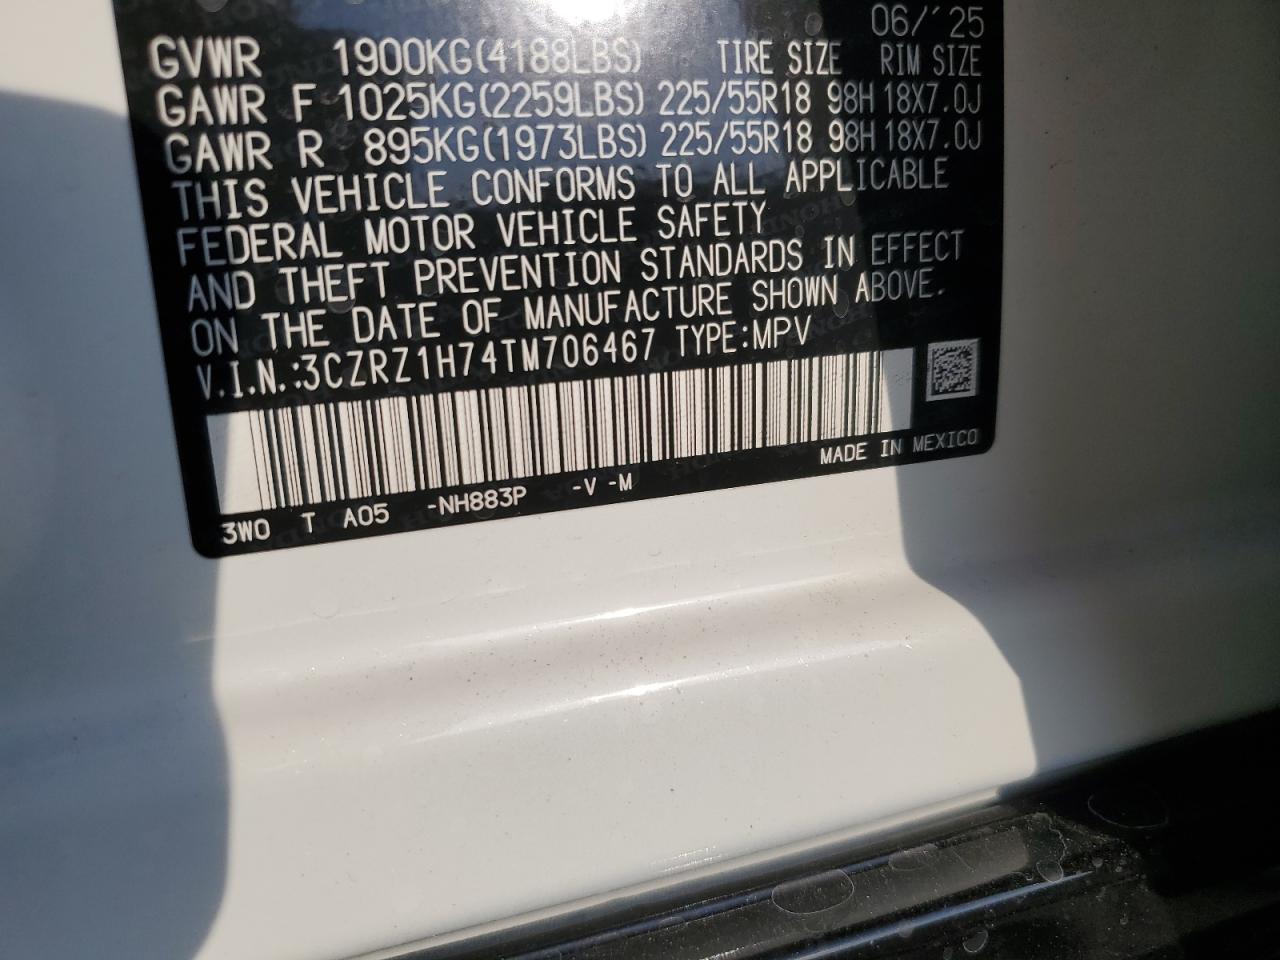 06/'25
GVWR 1900KG(4188LBS) TIRE SIZE RIM SIZE
GAWR F 1025KG(2259LBS) 225/55R18 98H 18X7.0J
GAWR R 895KG(1973LBS) 225/55R18 98H 18X7.0J
THIS VEHICLE CONFORMS TO ALL APPLICABLE
FEDERAL MOTOR VEHICLE SAFETY
AND THEFT PREVENTION STANDARDS IN EFFECT
ON THE DATE OF MANUFACTURE SHOWN ABOVE.
V.I.N.:3CZRZ1H74TM706467 TYPE:MPV
MADE IN MEXICO
3W0 T A05 -NH883P -V -M